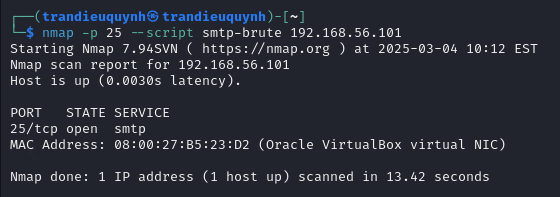 ┌──(trandieuquynh㉿trandieuquynh)-[~]
└─$ nmap -p 25 --script smtp-brute 192.168.56.101
Starting Nmap 7.94SVN ( https://nmap.org ) at 2025-03-04 10:12 EST
Nmap scan report for 192.168.56.101
Host is up (0.0030s latency).

PORT   STATE SERVICE
25/tcp open  smtp
MAC Address: 08:00:27:B5:23:D2 (Oracle VirtualBox virtual NIC)

Nmap done: 1 IP address (1 host up) scanned in 13.42 seconds